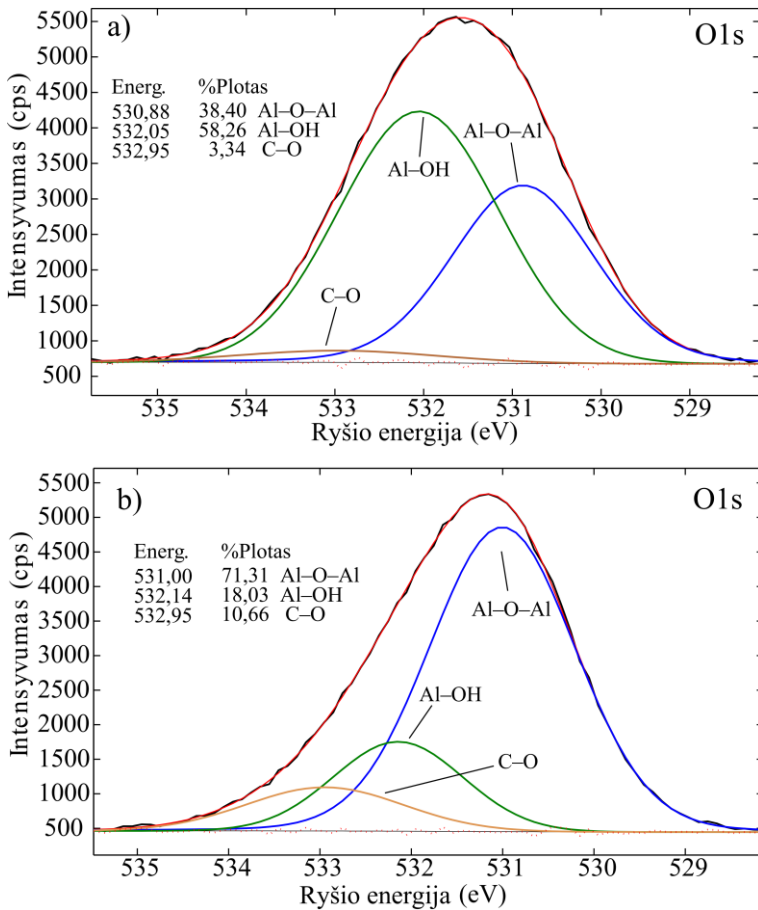 a)
O1s
Energ. %Plotas
530,88 38,40 Al–O–Al
532,05 58,26 Al–OH
532,95 3,34 C–O
Al–O–Al
Al–OH
C–O
Intensyvumas (cps)
5500
5000
4500
4000
3500
3000
2500
2000
1500
1000
500
535 534 533 532 531 530 529
Ryšio energija (eV)
b)
O1s
Energ. %Plotas
531,00 71,31 Al–O–Al
532,14 18,03 Al–OH
532,95 10,66 C–O
Al–O–Al
Al–OH
C–O
Intensyvumas (cps)
5500
5000
4500
4000
3500
3000
2500
2000
1500
1000
500
535 534 533 532 531 530 529
Ryšio energija (eV)